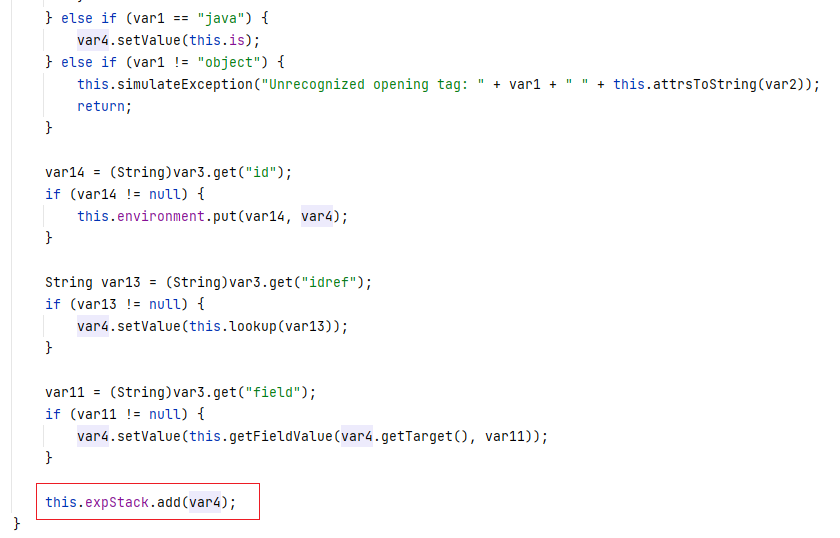 } else if (var1 == "java") {
    var4.setValue(this.is);
} else if (var1 != "object") {
    this.simulateException("Unrecognized opening tag: " + var1 + " " + this.attrsToString(var2));
    return;
}
var14 = (String)var3.get("id");
if (var14 != null) {
    this.environment.put(var14, var4);
}
String var13 = (String)var3.get("idref");
if (var13 != null) {
    var4.setValue(this.lookup(var13));
}
var11 = (String)var3.get("field");
if (var11 != null) {
    var4.setValue(this.getFieldValue(var4.getTarget(), var11));
}
this.expStack.add(var4);
}